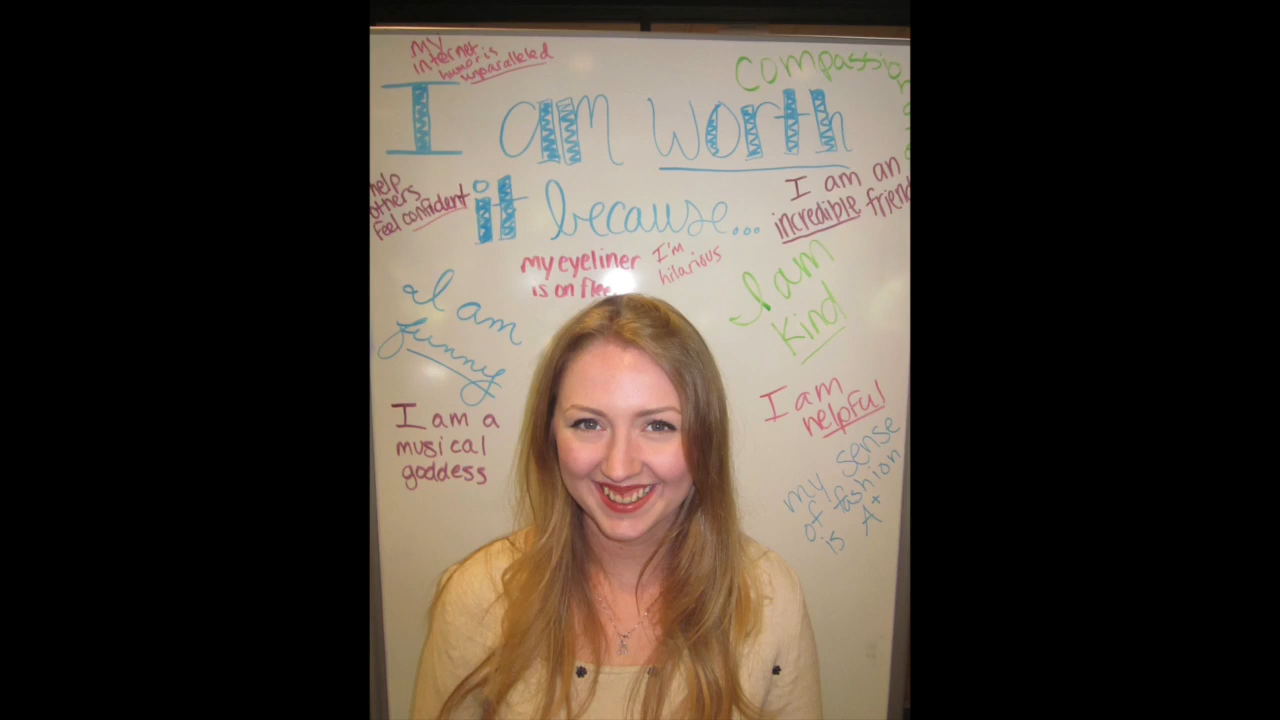 my
internet
humor is
unparalleled
I am worth
it because...
help
others
feel confident
I am an
incredible friend
my eyeliner
is on
I'm
hilarious
I am
funny
I am
kind
I am a
musical
goddess
I am
helpful
my sense
of fashion
is A+